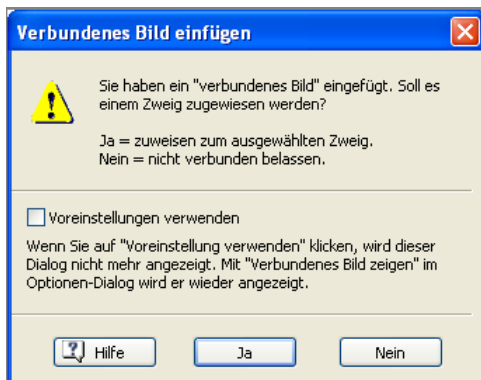 Verbundenes Bild einfügen
Sie haben ein "verbundenes Bild" eingefügt. Soll es
einem Zweig zugewiesen werden?
Ja = zuweisen zum ausgewählten Zweig.
Nein = nicht verbunden belassen.
Voreinstellungen verwenden
Wenn Sie auf "Voreinstellung verwenden" klicken, wird dieser
Dialog nicht mehr angezeigt. Mit "Verbundenes Bild zeigen" im
Optionen-Dialog wird er wieder angezeigt.
Hilfe
Ja
Nein